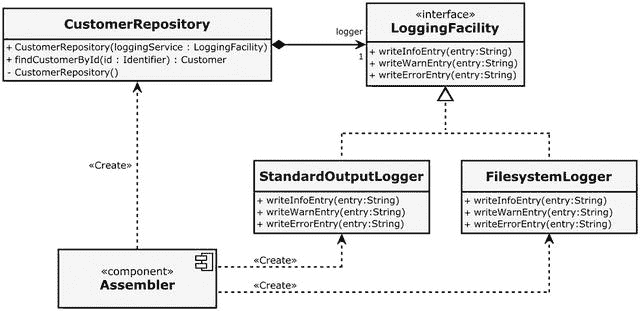 CustomerRepository
+ CustomerRepository(loggingService : LoggingFacility)
+ findCustomerById(id : Identifier) : Customer
- CustomerRepository()
logger
1
«interface»
LoggingFacility
+ writeInfoEntry(entry:String)
+ writeWarnEntry(entry:String)
+ writeErrorEntry(entry:String)
«Create»
StandardOutputLogger
+ writeInfoEntry(entry:String)
+ writeWarnEntry(entry:String)
+ writeErrorEntry(entry:String)
FilesystemLogger
+ writeInfoEntry(entry:String)
+ writeWarnEntry(entry:String)
+ writeErrorEntry(entry:String)
«component»
Assembler
«Create»
«Create»